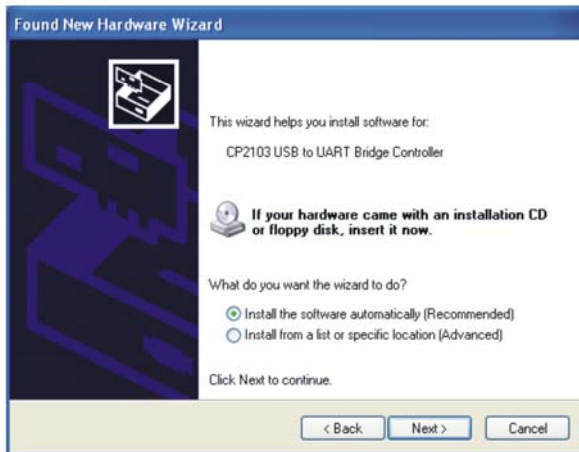 Found New Hardware Wizard
This wizard helps you install software for:
CP2103 USB to UART Bridge Controller
If your hardware came with an installation CD
or floppy disk, insert it now.
What do you want the wizard to do?
Install the software automatically (Recommended)
Install from a list or specific location (Advanced)
Click Next to continue.
< Back Next > Cancel